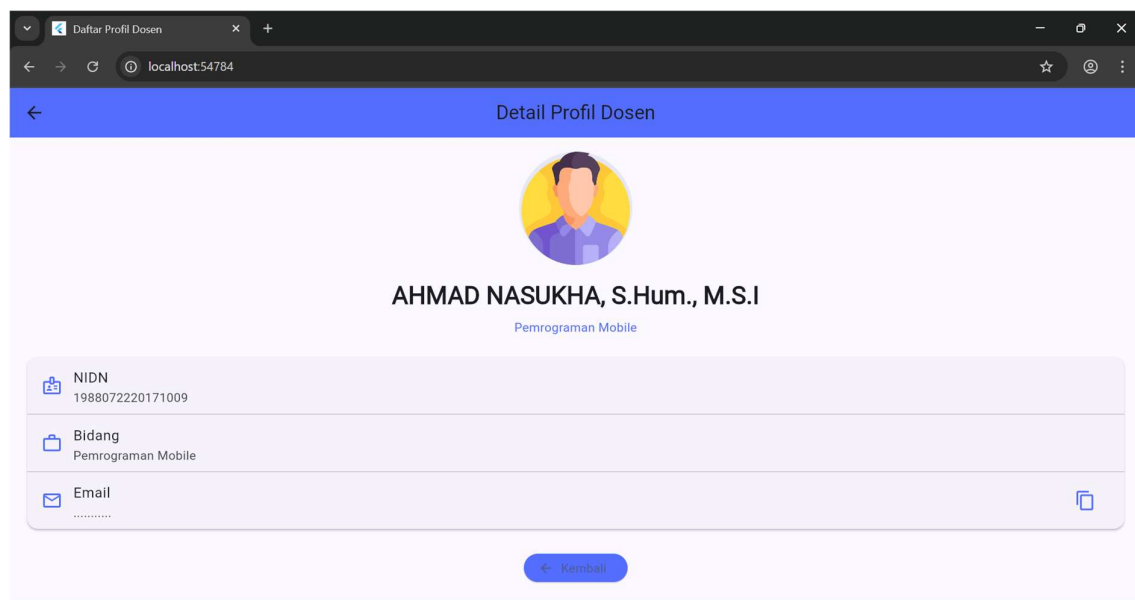 Daftar Profil Dosen
localhost:54784
Detail Profil Dosen
AHMAD NASUKHA, S.Hum., M.S.I
Pemrograman Mobile
NIDN
1988072220171009
Bidang
Pemrograman Mobile
Email
...........
Kembali